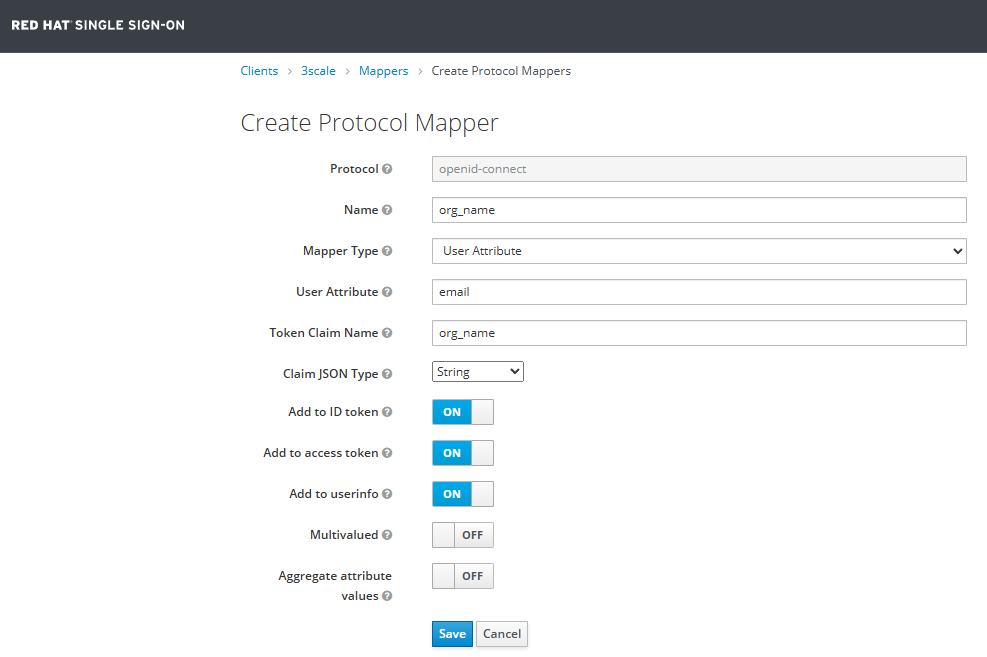 RED HAT SINGLE SIGN-ON
Clients > 3scale > Mappers > Create Protocol Mappers
Create Protocol Mapper
Protocol openid-connect
Name org_name
Mapper Type User Attribute
User Attribute email
Token Claim Name org_name
Claim JSON Type String
Add to ID token ON
Add to access token ON
Add to userinfo ON
Multivalued OFF
Aggregate attribute OFF
values
Save Cancel